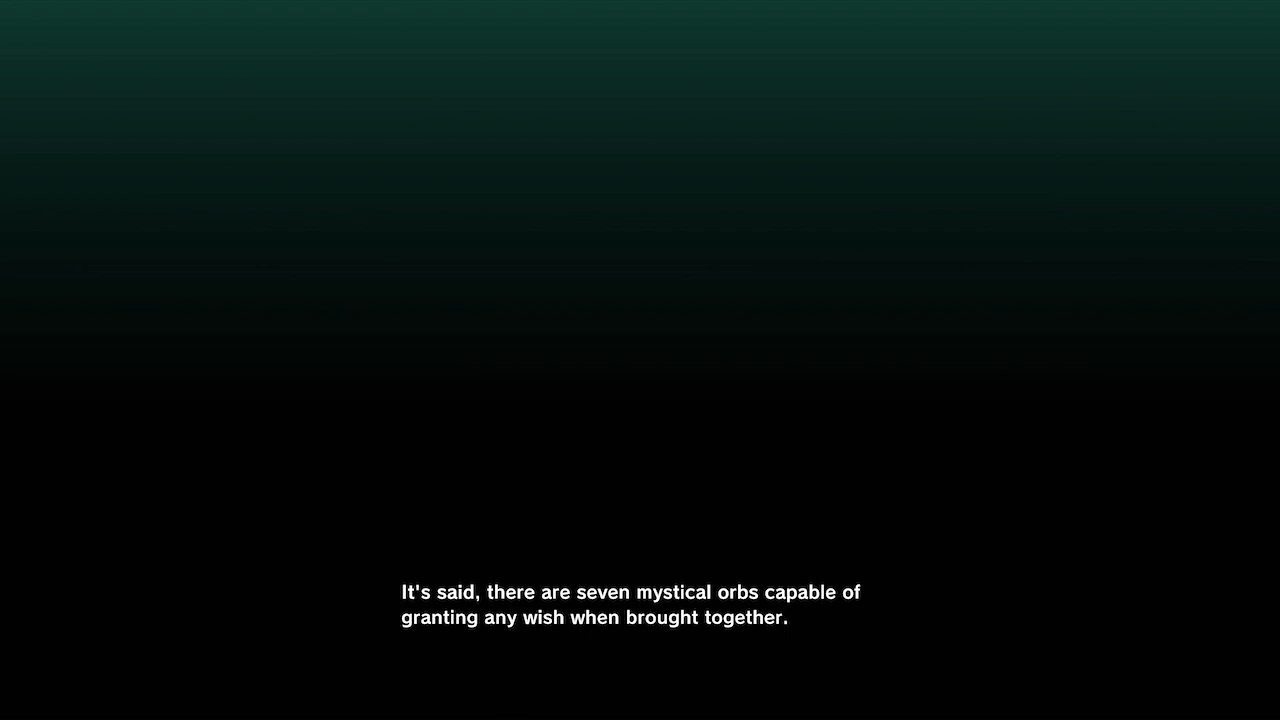 It's said, there are seven mystical orbs capable of
granting any wish when brought together.